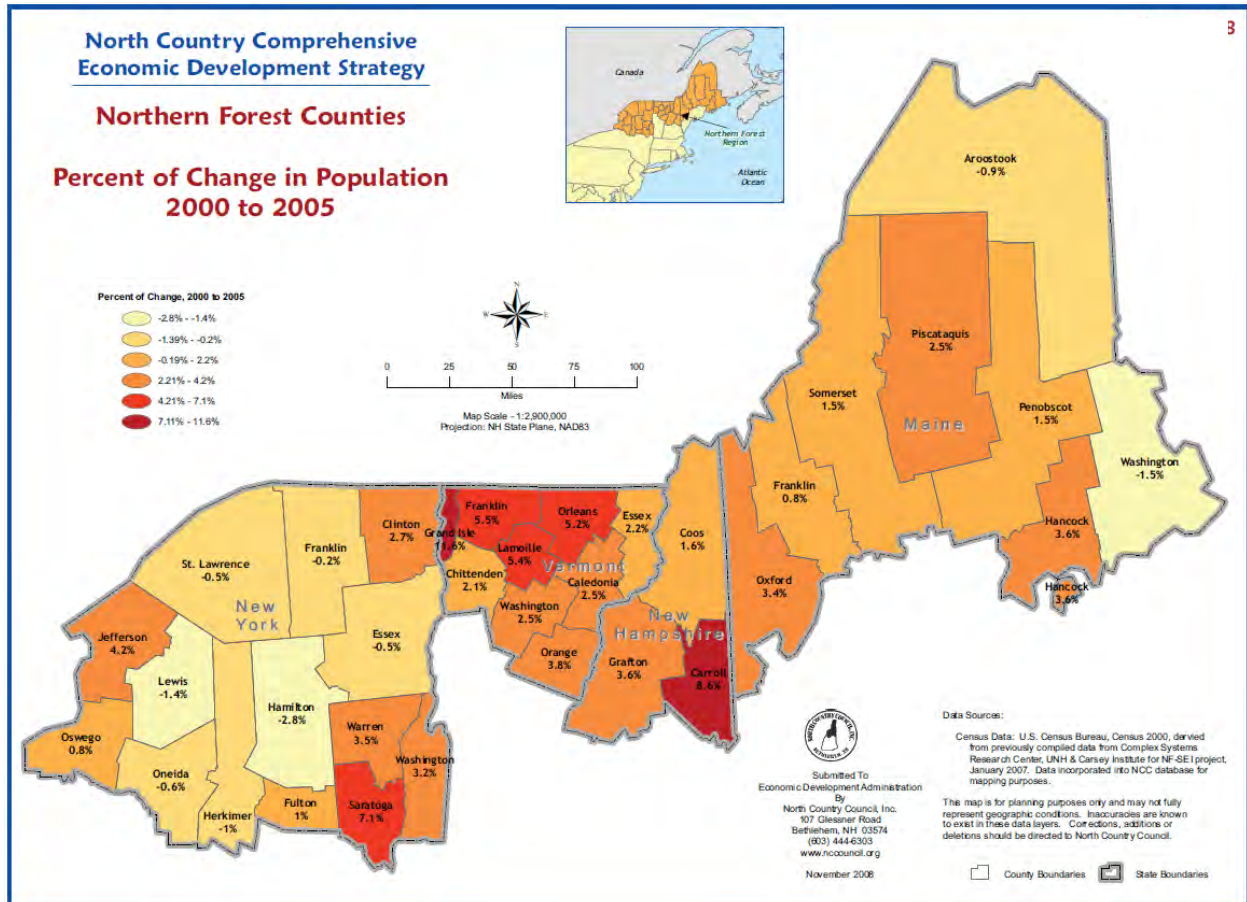 North Country Comprehensive
Economic Development Strategy
Northern Forest Counties
Percent of Change in Population
2000 to 2005
3
Canada
Northern Forest
Region
Atlantic
Ocean
Percent of Change, 2000 to 2005
-2.8% - -1.4%
-1.39% - -0.2%
-0.19% - 2.2%
2.21% - 4.2%
4.21% - 7.1%
7.11% - 11.6%
N
W
E
S
0 25 50 75 100
Miles
Map Scale - 1:2,900,000
Projection: NH State Plane, NAD83
Aroostook
-0.9%
Piscataquis
2.5%
Somerset
1.5%
Penobscot
1.5%
Maine
Washington
-1.5%
Franklin
0.8%
Hancock
3.6%
Hancock
3.6%
Oxford
3.4%
Coos
1.6%
New
Hampshire
Grafton
3.6%
Carroll
8.6%
Grand Isle
11.6%
Franklin
5.5%
Orleans
5.2%
Essex
2.2%
Lamoille
5.4%
Vermont
Chittenden
2.1%
Caledonia
2.5%
Washington
2.5%
Orange
3.8%
Clinton
2.7%
Franklin
-0.2%
St. Lawrence
-0.5%
New
York
Essex
-0.5%
Jefferson
4.2%
Lewis
-1.4%
Hamilton
-2.8%
Warren
3.5%
Washington
3.2%
Oswego
0.8%
Oneida
-0.6%
Herkimer
-1%
Fulton
1%
Saratoga
7.1%
Submitted To
Economic Development Administration
By
North Country Council, Inc.
107 Glessner Road
Bethlehem, NH 03574
(603) 444-6303
www.nccouncil.org
November 2008
Data Sources:
Census Data: U.S. Census Bureau, Census 2000, dervied
from previously compiled data from Complex Systems
Research Center, UNH & Carsey Institute for NF-SEI project,
January 2007. Data incorporated into NCC database for
mapping purposes.
This map is for planning purposes only and may not fully
represent geographic conditions. Inaccuracies are known
to exist in these data layers. Corrections, additions or
deletions should be directed to North Country Council.
County Boundaries
State Boundaries